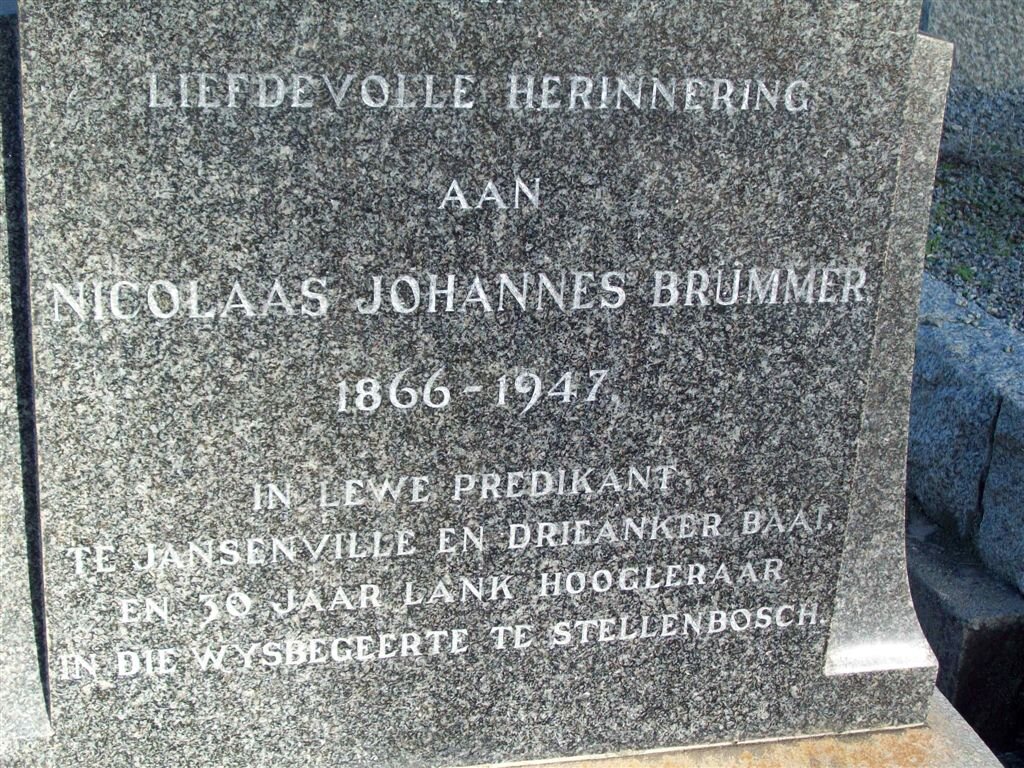 LIEFDEVOLLE HERINNERING
AAN
NICOLAAS JOHANNES BRÜMMER
1866-1947.
IN LEWE PREDIKANT
TE JANSENVILLE EN DRIEANKER BAAI,
EN 30 JAAR LANK HOOGLERAAR
IN DIE WYSBEGEERTE TE STELLENBOSCH.